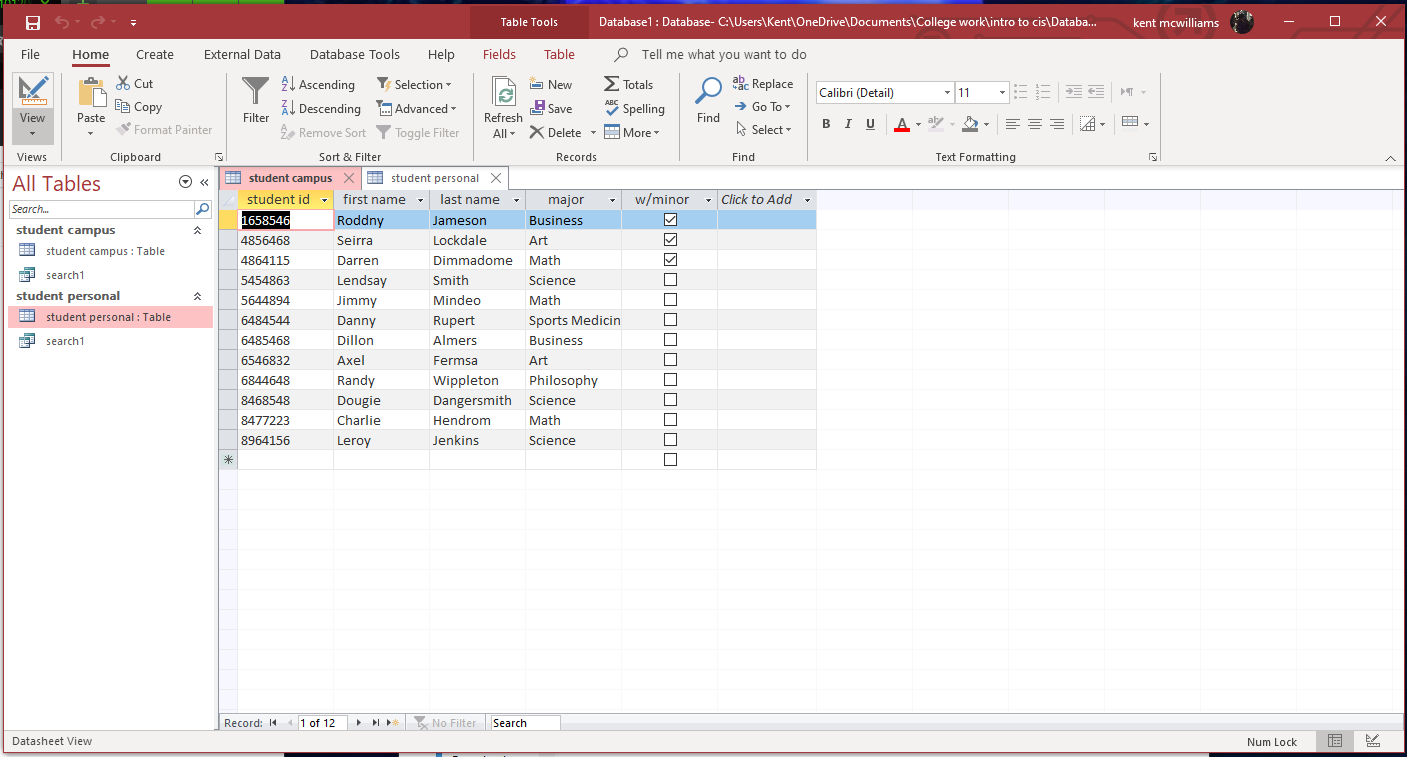 Table Tools
Database1 : Database- C:\Users\Kent\OneDrive\Documents\College work\intro to cis\Databa...
kent mcwilliams
File Home Create External Data Database Tools Help Fields Table Tell me what you want to do
View
Views
Paste
Cut
Copy
Format Painter
Clipboard
Filter
Ascending
Descending
Remove Sort
Selection
Advanced
Toggle Filter
Sort & Filter
Refresh
All
New
Save
Delete
Totals
Spelling
More
Records
Find
Replace
Go To
Select
Find
Calibri (Detail) 11
B I U
Text Formatting
All Tables
Search...
student campus
student campus : Table
search1
student personal
student personal : Table
search1
student campus student personal
student id first name last name major w/minor Click to Add
1658546 Roddny Jameson Business
4856468 Seirra Lockdale Art
4864115 Darren Dimmadome Math
5454863 Lendsay Smith Science
5644894 Jimmy Mindeo Math
6484544 Danny Rupert Sports Medicin
6485468 Dillon Almers Business
6546832 Axel Fermsa Art
6844648 Randy Wippleton Philosophy
8468548 Dougie Dangersmith Science
8477223 Charlie Hendrom Math
8964156 Leroy Jenkins Science
Record: 1 of 12 No Filter Search
Datasheet View
Num Lock